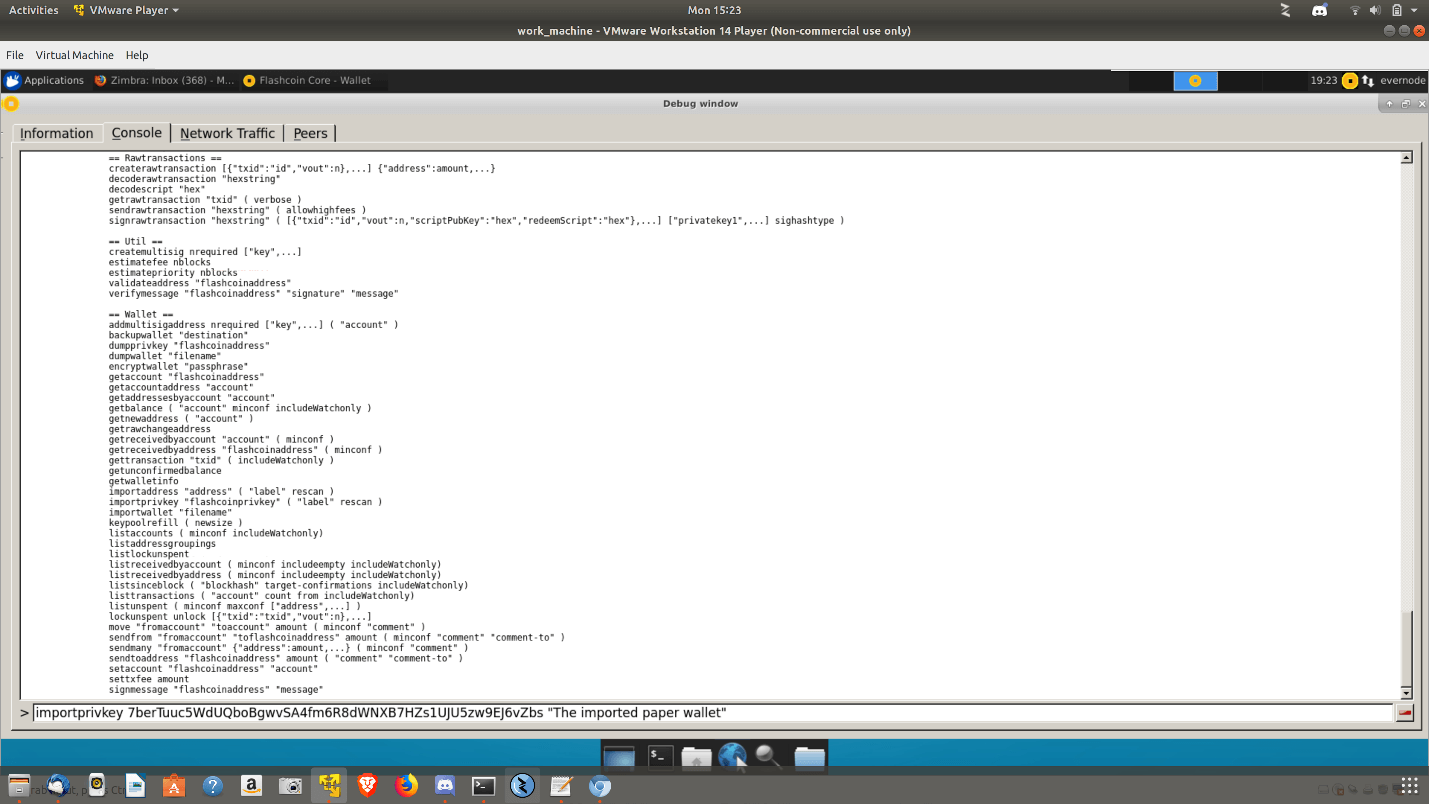 Activities
VMware Player
Mon 15:23
work_machine - VMware Workstation 14 Player (Non-commercial use only)
File Virtual Machine Help
Applications
Zimbra: Inbox (368) - M...
Flashcoin Core - Wallet
19:23
evernode
Debug window
Information Console Network Traffic Peers
== Rawtransactions ==
createrawtransaction [{"txid":"id","vout":n},...] {"address":amount,...}
decoderawtransaction "hexstring"
decodescript "hex"
getrawtransaction "txid" ( verbose )
sendrawtransaction "hexstring" ( allowhighfees )
signrawtransaction "hexstring" ( [{"txid":"id","vout":n,"scriptPubKey":"hex","redeemScript":"hex"},...] ["privatekey1",...] sighashtype )
== Util ==
createmultisig nrequired ["key",...]
estimatefee nblocks
estimatepriority nblocks
validateaddress "flashcoinaddress"
verifymessage "flashcoinaddress" "signature" "message"
== Wallet ==
addmultisigaddress nrequired ["key",...] ( "account" )
backupwallet "destination"
dumpprivkey "flashcoinaddress"
dumpwallet "filename"
encryptwallet "passphrase"
getaccount "flashcoinaddress"
getaccountaddress "account"
getaddressesbyaccount "account"
getbalance ( "account" minconf includeWatchonly )
getnewaddress ( "account" )
getrawchangeaddress
getreceivedbyaccount "account" ( minconf )
getreceivedbyaddress "flashcoinaddress" ( minconf )
gettransaction "txid" ( includeWatchonly )
getunconfirmedbalance
getwalletinfo
importaddress "address" ( "label" rescan )
importprivkey "flashcoinprivkey" ( "label" rescan )
importwallet "filename"
keypoolrefill ( newsize )
listaccounts ( minconf includeWatchonly)
listaddressgroupings
listlockunspent
listreceivedbyaccount ( minconf includeempty includeWatchonly)
listreceivedbyaddress ( minconf includeempty includeWatchonly)
listsinceblock ( "blockhash" target-confirmations includeWatchonly)
listtransactions ( "account" count from includeWatchonly)
listunspent ( minconf maxconf ["address",...] )
lockunspent unlock [{"txid":"txid","vout":n},...]
move "fromaccount" "toaccount" amount ( minconf "comment" )
sendfrom "fromaccount" "toflashcoinaddress" amount ( minconf "comment" "comment-to" )
sendmany "fromaccount" {"address":amount,...} ( minconf "comment" )
sendtoaddress "flashcoinaddress" amount ( "comment" "comment-to" )
setaccount "flashcoinaddress" "account"
settxfee amount
signmessage "flashcoinaddress" "message"
> importprivkey 7berTuuc5WdUQboBgwvSA4fm6R8dWNXB7HZs1UJU5zw9EJ6vZbs "The imported paper wallet"